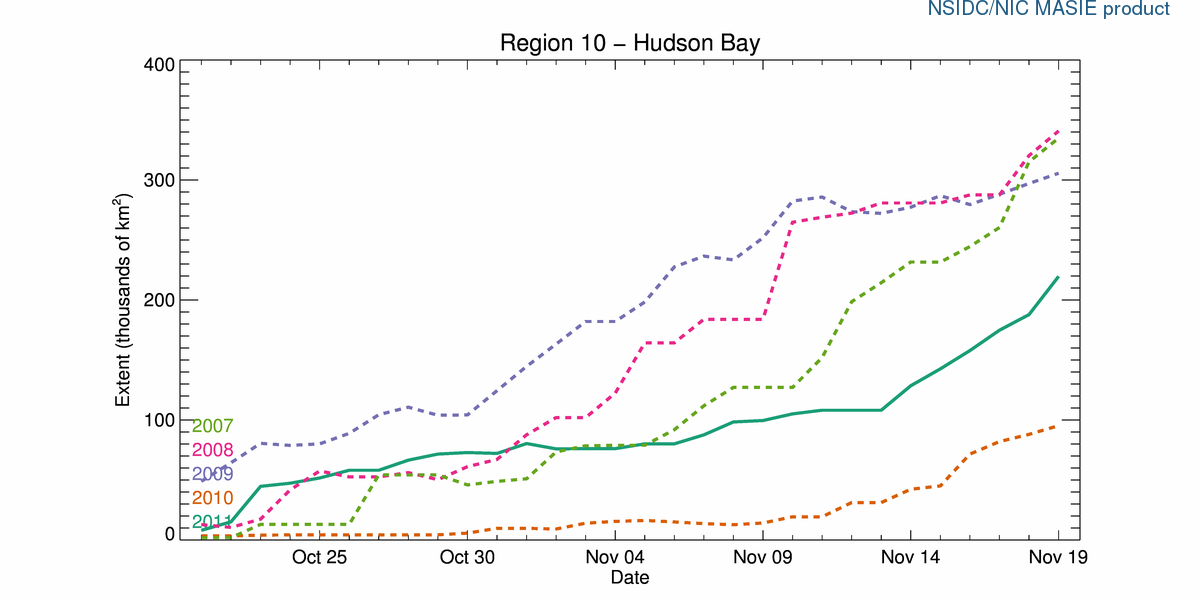 NSIDC/NIC MASIE product
Region 10 – Hudson Bay
400
300
200
100
0
Extent (thousands of km²)
2007
2008
2009
2010
2011
Oct 25 Oct 30 Nov 04 Nov 09 Nov 14 Nov 19
Date